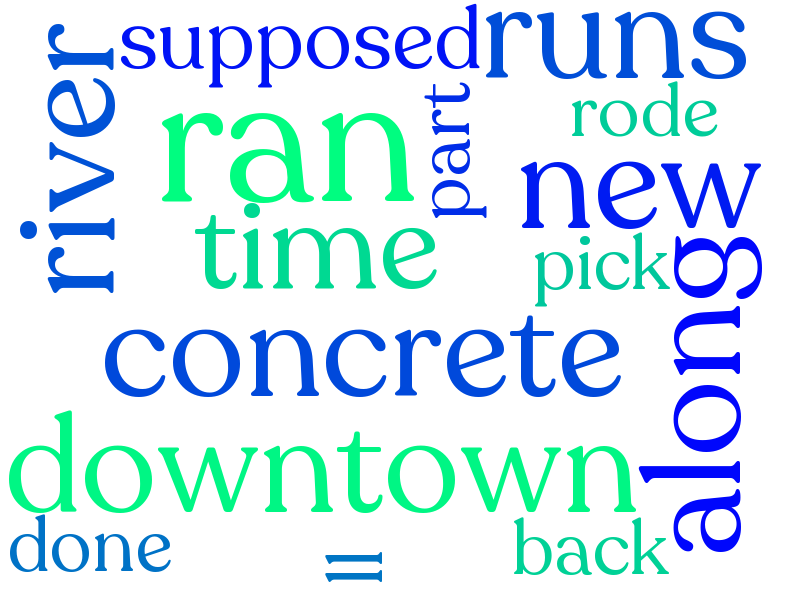 supposed
runs
river
ran
part
rode
new
time
pick
along
concrete
downtown
done
ll
back